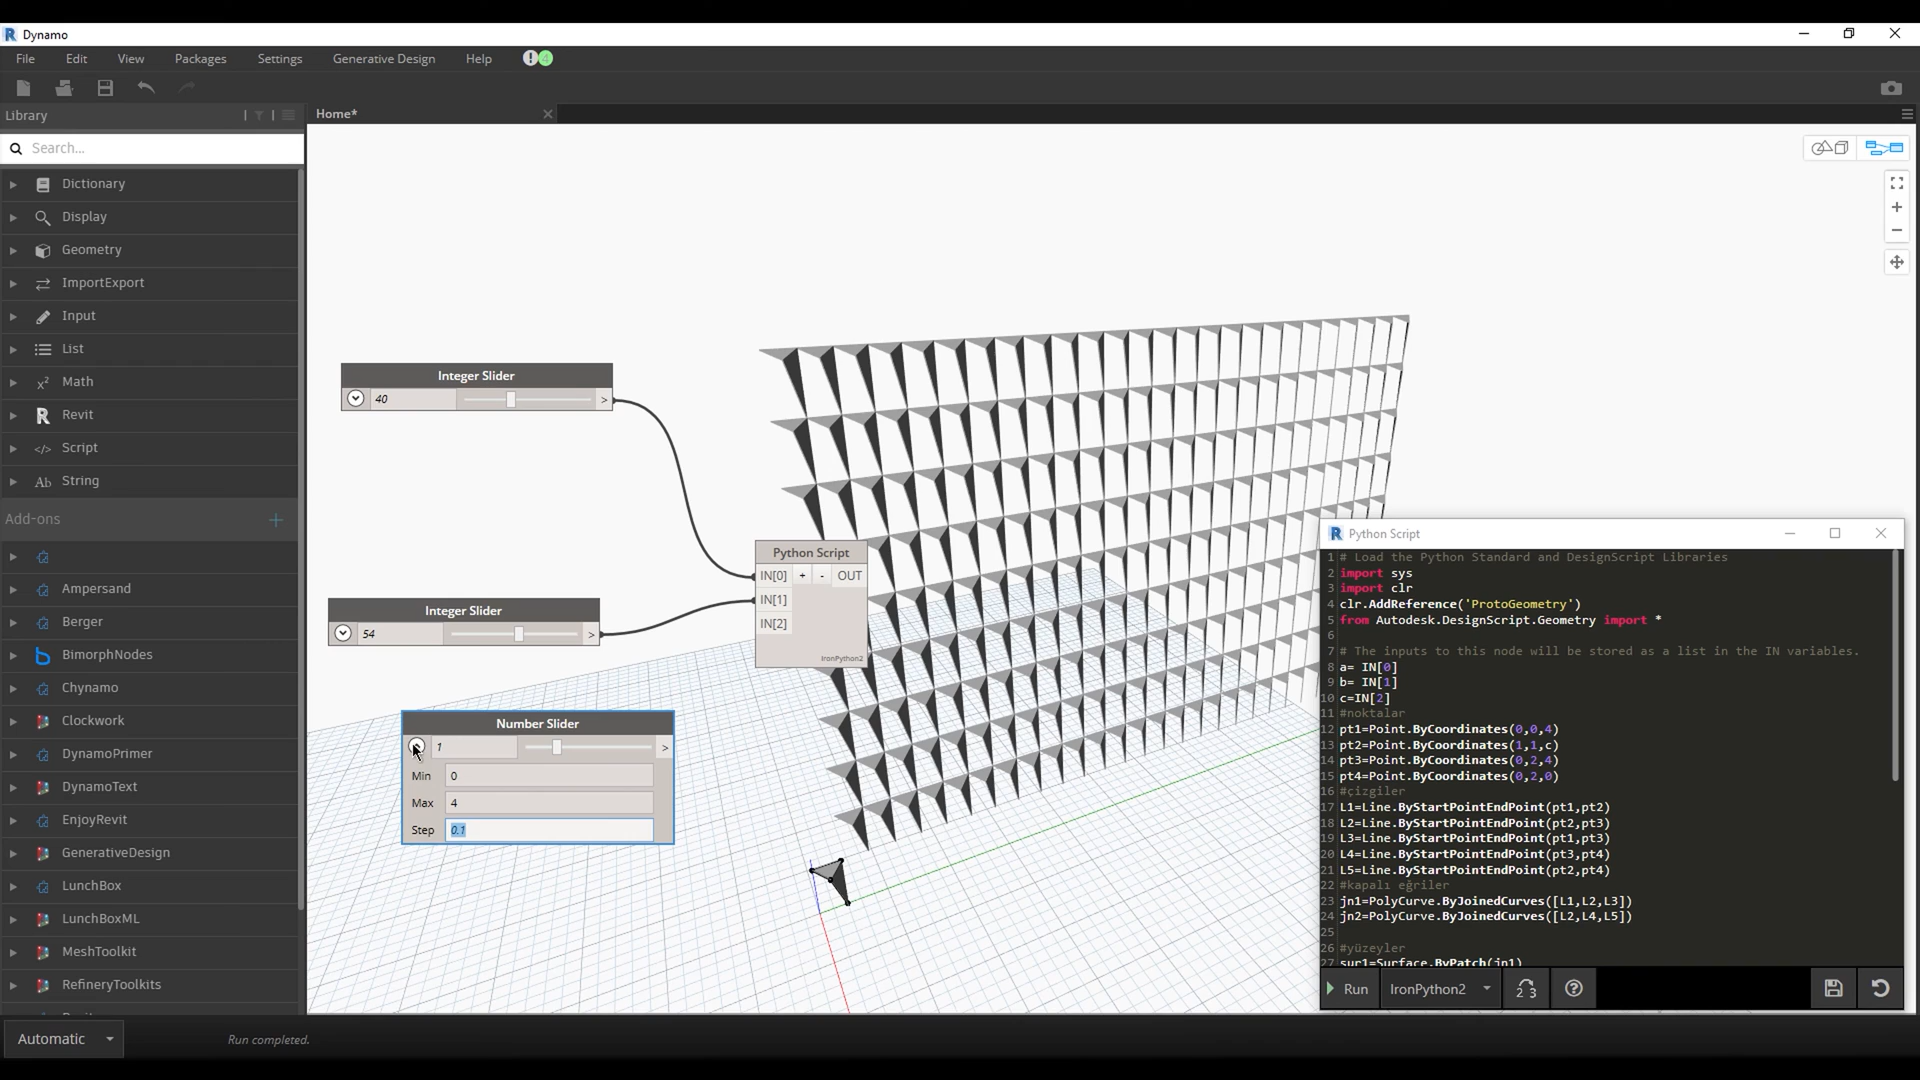 Dynamo
File Edit View Packages Settings Generative Design Help ! 4
Library
Home*
Search...
Dictionary
Display
Geometry
ImportExport
Input
List
Math
Revit
Script
String
Add-ons
Ampersand
Berger
BimorphNodes
Chynamo
Clockwork
DynamoPrimer
DynamoText
EnjoyRevit
GenerativeDesign
LunchBox
LunchBoxML
MeshToolkit
RefineryToolkits
Integer Slider
40 >
Integer Slider
54 >
Number Slider
1 >
Min 0
Max 4
Step 0.1
Python Script
IN[0] + - OUT
IN[1]
IN[2]
IronPython2
Python Script
1 # Load the Python Standard and DesignScript Libraries
2 import sys
3 import clr
4 clr.AddReference('ProtoGeometry')
5 from Autodesk.DesignScript.Geometry import *
6
7 # The inputs to this node will be stored as a list in the IN variables.
8 a= IN[0]
9 b= IN[1]
10 c=IN[2]
11 #noktalar
12 pt1=Point.ByCoordinates(0,0,4)
13 pt2=Point.ByCoordinates(1,1,c)
14 pt3=Point.ByCoordinates(0,2,4)
15 pt4=Point.ByCoordinates(0,2,0)
16 #çizgiler
17 L1=Line.ByStartPointEndPoint(pt1,pt2)
18 L2=Line.ByStartPointEndPoint(pt2,pt3)
19 L3=Line.ByStartPointEndPoint(pt1,pt3)
20 L4=Line.ByStartPointEndPoint(pt3,pt4)
21 L5=Line.ByStartPointEndPoint(pt2,pt4)
22 #kapalı eğriler
23 jn1=PolyCurve.ByJoinedCurves([L1,L2,L3])
24 jn2=PolyCurve.ByJoinedCurves([L2,L4,L5])
25
26 #yüzeyler
27 sur1=Surface.ByPatch(jn1)
Run IronPython2
Automatic Run completed.